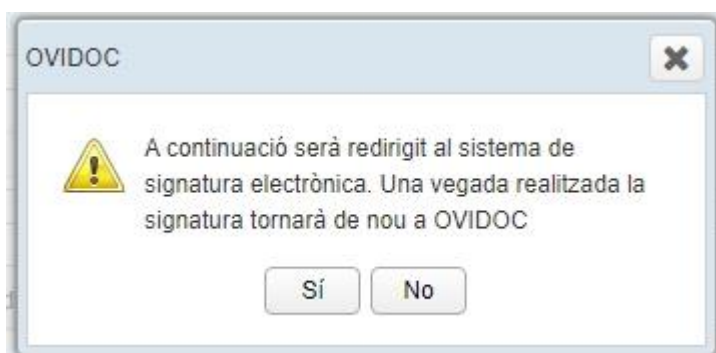 OVIDOC
A continuació serà redirigit al sistema de
signatura electrònica. Una vegada realitzada la
signatura tornarà de nou a OVIDOC
Sí No